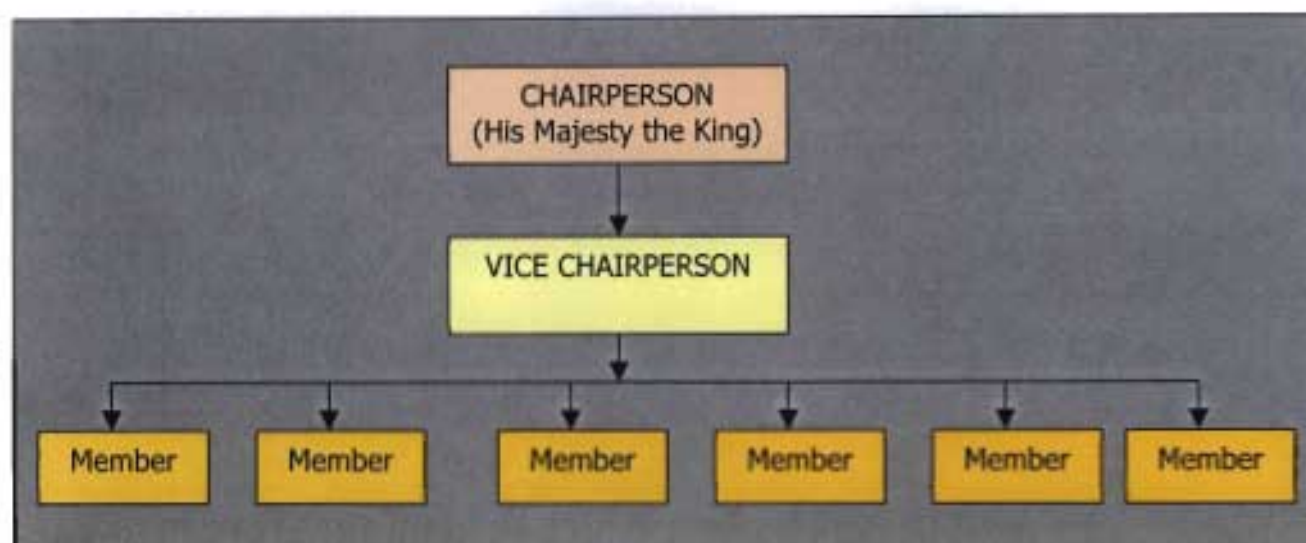 CHAIRPERSON
(His Majesty the King)
VICE CHAIRPERSON
Member
Member
Member
Member
Member
Member